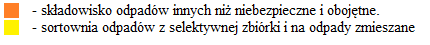 - składowisko odpadów innych niż niebezpieczne i obojętne.
- sortownia odpadów z selektywnej zbiórki i na odpady zmieszane